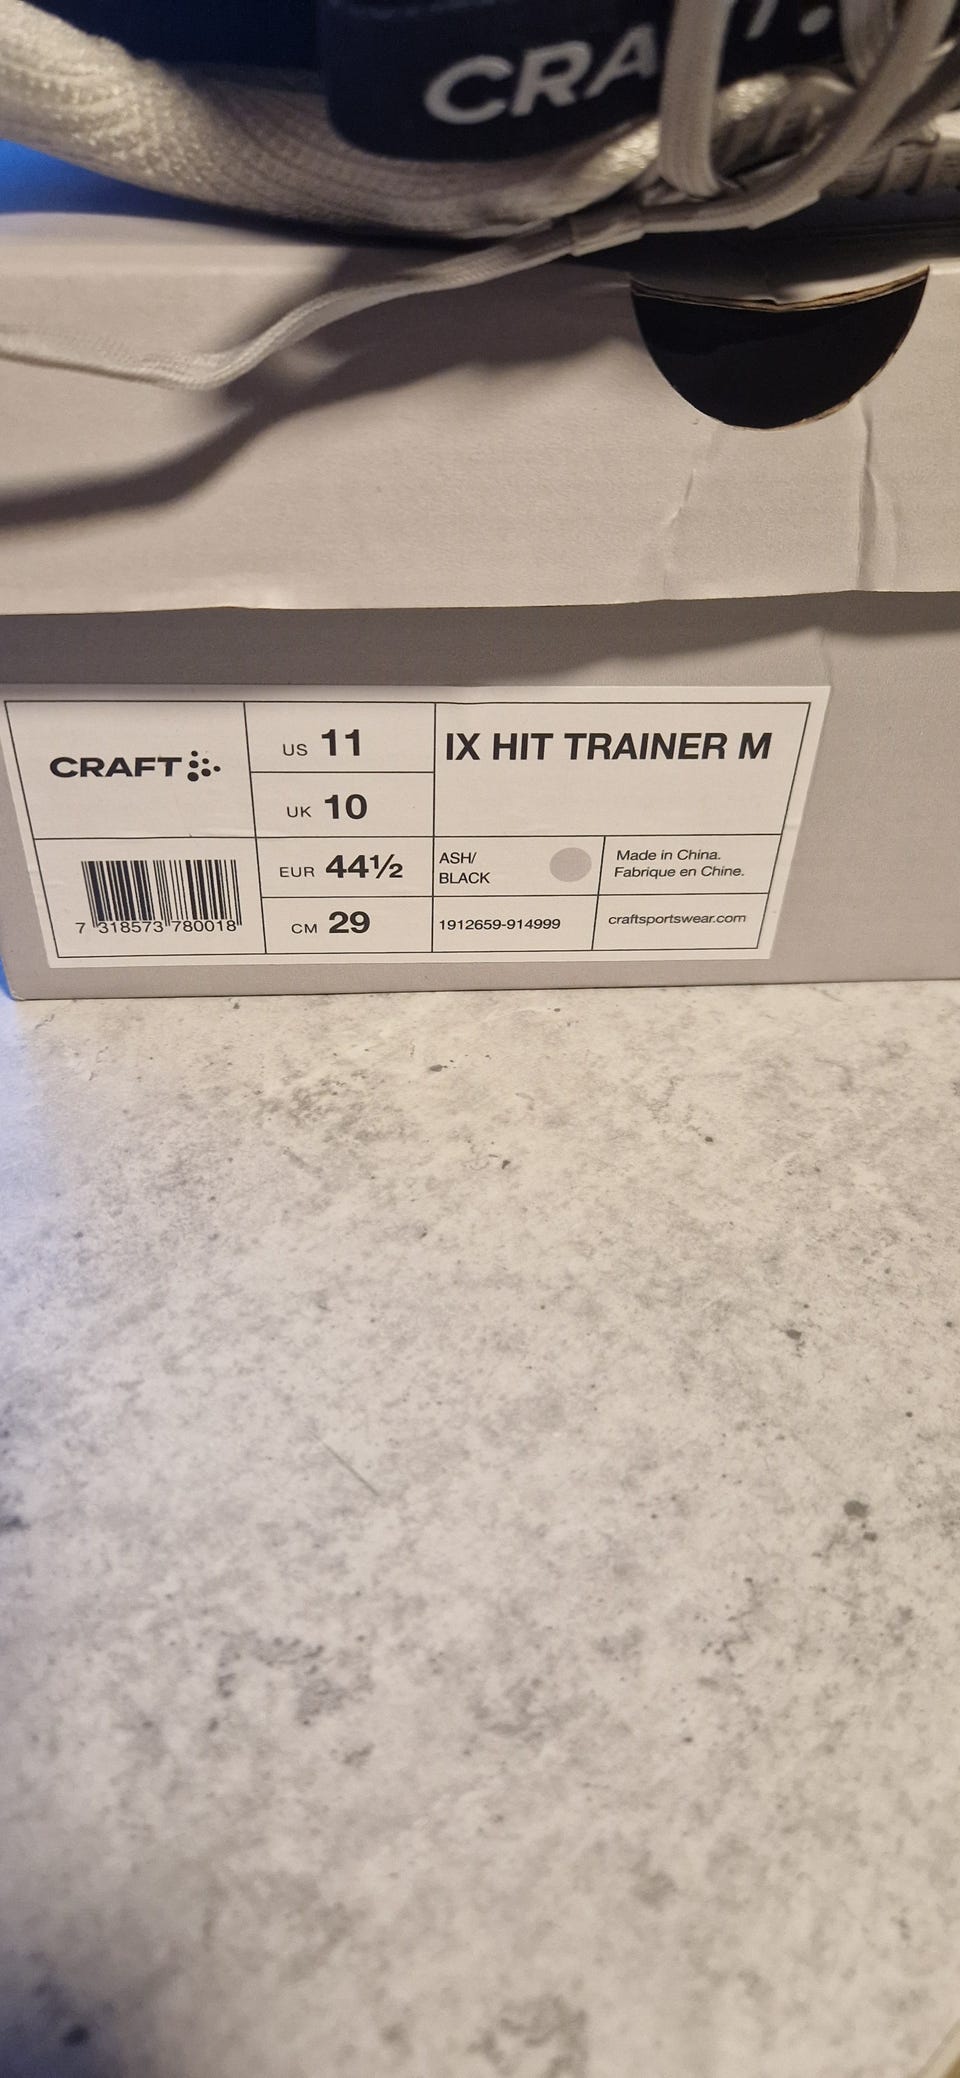 CRAFT
CRAFT
US 11
UK 10
EUR 44½
CM 29
IX HIT TRAINER M
ASH/
BLACK
Made in China.
Fabrique en Chine.
1912659-914999
craftsportswear.com
7 318573 780018